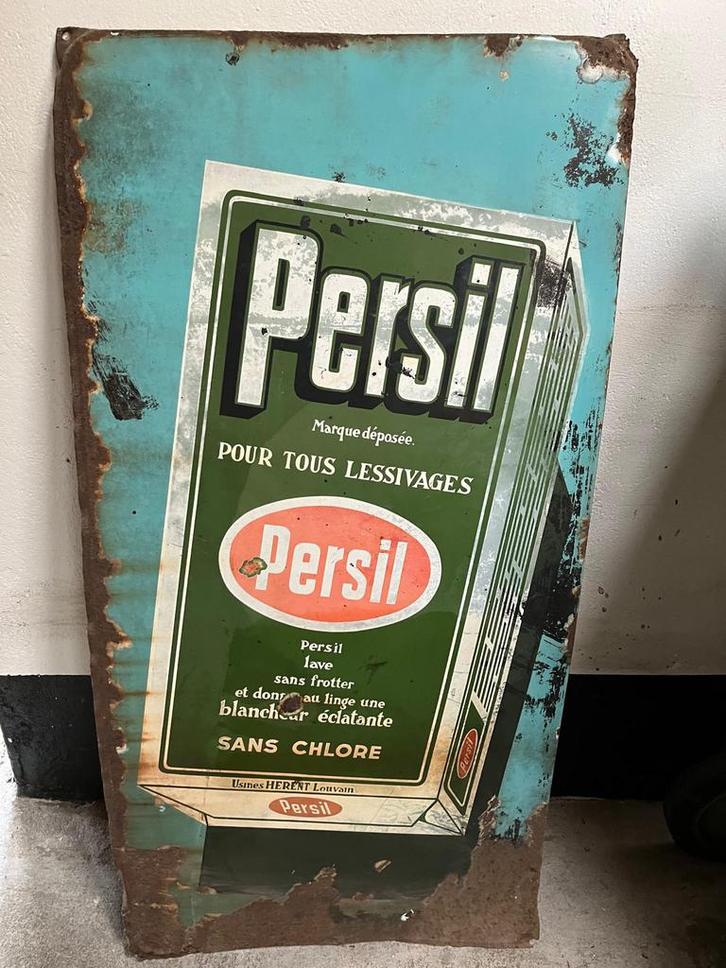 Persil
Marque déposée.
POUR TOUS LESSIVAGES
Persil
Persil
lave
sans frotter
et donne au linge une
blancheur éclatante
SANS CHLORE
Usines HERENT Louvain
Persil
Persil